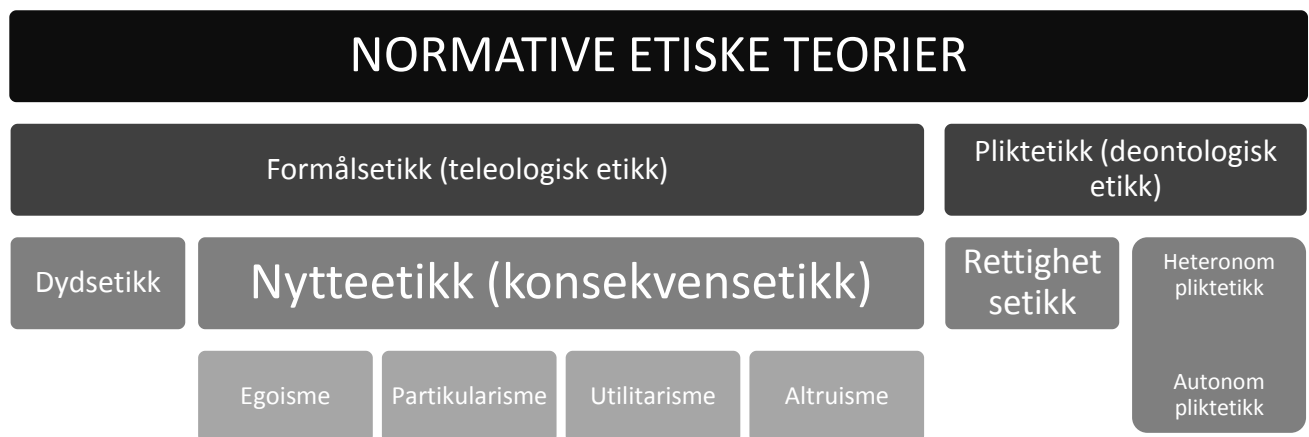 NORMATIVE ETISKE TEORIER
Formålsetikk (teleologisk etikk)
Pliktetikk (deontologisk
etikk)
Dydsetikk
Nytteetikk (konsekvensetikk)
Rettighet
setikk
Heteronom
pliktetikk
Egoisme
Partikularisme
Utilitarisme
Altruisme
Autonom
pliktetikk